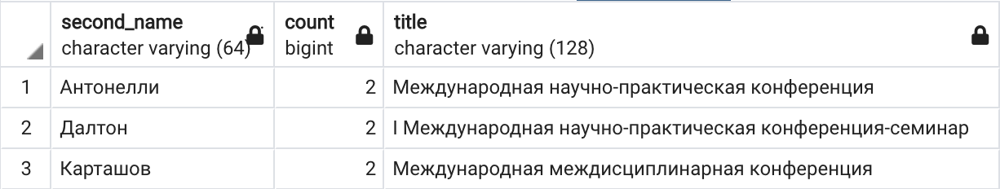 second_name count title
character varying (64) bigint character varying (128)
1 Антонелли 2 Международная научно-практическая конференция
2 Далтон 2 I Международная научно-практическая конференция-семинар
3 Карташов 2 Международная междисциплинарная конференция